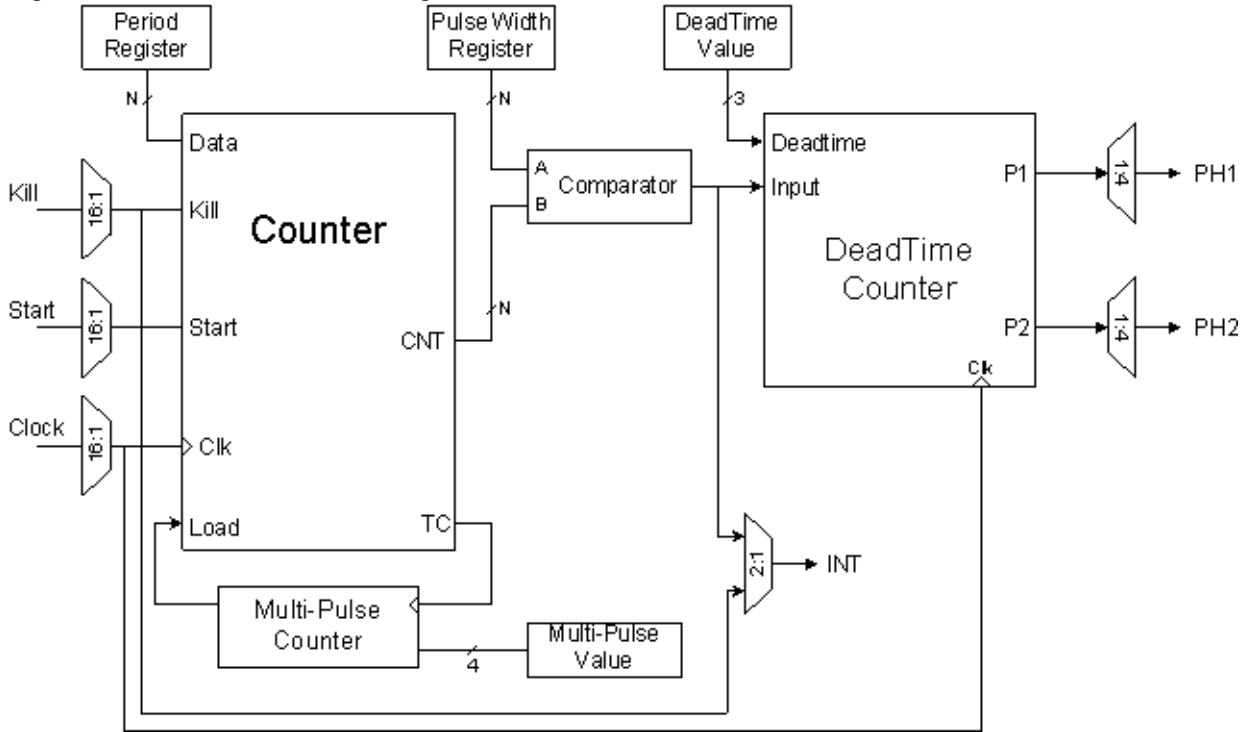 Period
Register
Pulse Width
Register
DeadTime
Value
N
N
3
Data
Deadtime
Kill
16:1
Kill
Counter
A
B
Comparator
Input
P1
1:4
PH1
DeadTime
Counter
Start
16:1
Start
N
CNT
P2
1:4
PH2
Clk
Clock
16:1
Clk
Load
TC
2:1
INT
Multi-Pulse
Counter
4
Multi-Pulse
Value